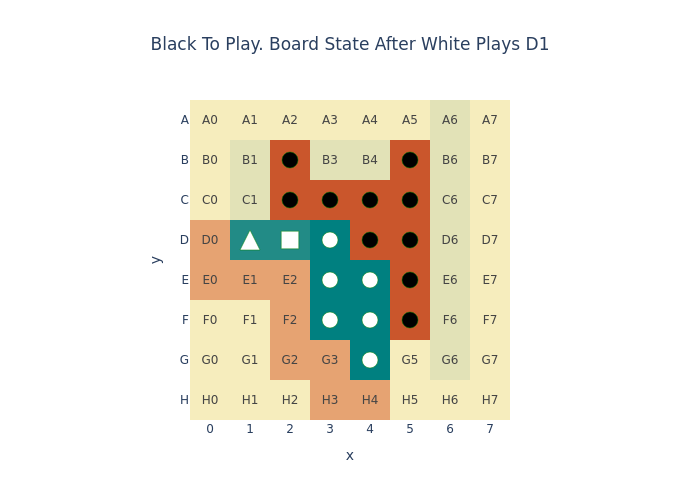 Black To Play. Board State After White Plays D1
A A0 A1 A2 A3 A4 A5 A6 A7
B B0 B1 B3 B4 B6 B7
C C0 C1 C6 C7
D D0 D6 D7
E E0 E1 E2 E6 E7
F F0 F1 F2 F6 F7
G G0 G1 G2 G3 G5 G6 G7
H H0 H1 H2 H3 H4 H5 H6 H7
0 1 2 3 4 5 6 7
x
y